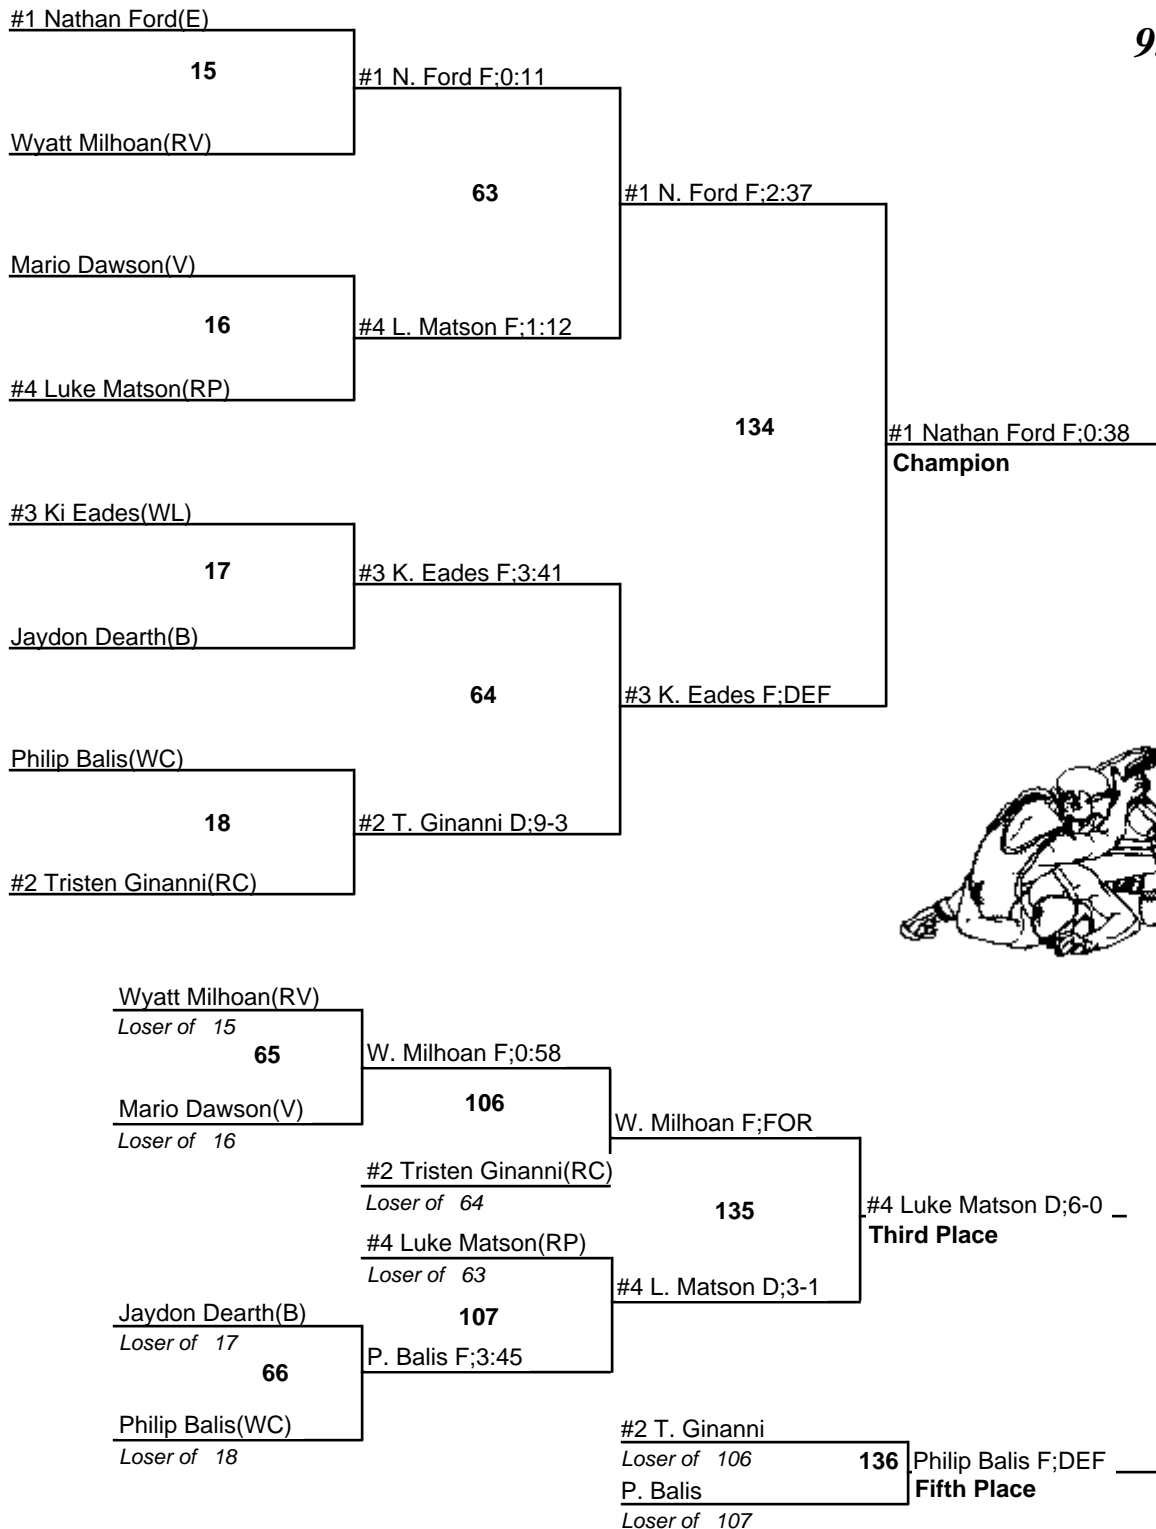 #1 Nathan Ford(E)
9
15
#1 N. Ford F;0:11
Wyatt Milhoan(RV)
63
#1 N. Ford F;2:37
Mario Dawson(V)
16
#4 L. Matson F;1:12
#4 Luke Matson(RP)
134
#1 Nathan Ford F;0:38
Champion
#3 Ki Eades(WL)
17
#3 K. Eades F;3:41
Jaydon Dearth(B)
64
#3 K. Eades F;DEF
Philip Balis(WC)
18
#2 T. Ginanni D;9-3
#2 Tristen Ginanni(RC)
Wyatt Milhoan(RV)
Loser of 15
65
W. Milhoan F;0:58
Mario Dawson(V)
Loser of 16
106
W. Milhoan F;FOR
#2 Tristen Ginanni(RC)
Loser of 64
135
#4 Luke Matson D;6-0
Third Place
#4 Luke Matson(RP)
Loser of 63
#4 L. Matson D;3-1
Jaydon Dearth(B)
Loser of 17
107
66
P. Balis F;3:45
Philip Balis(WC)
Loser of 18
#2 T. Ginanni
Loser of 106
136
Philip Balis F;DEF
Fifth Place
P. Balis
Loser of 107